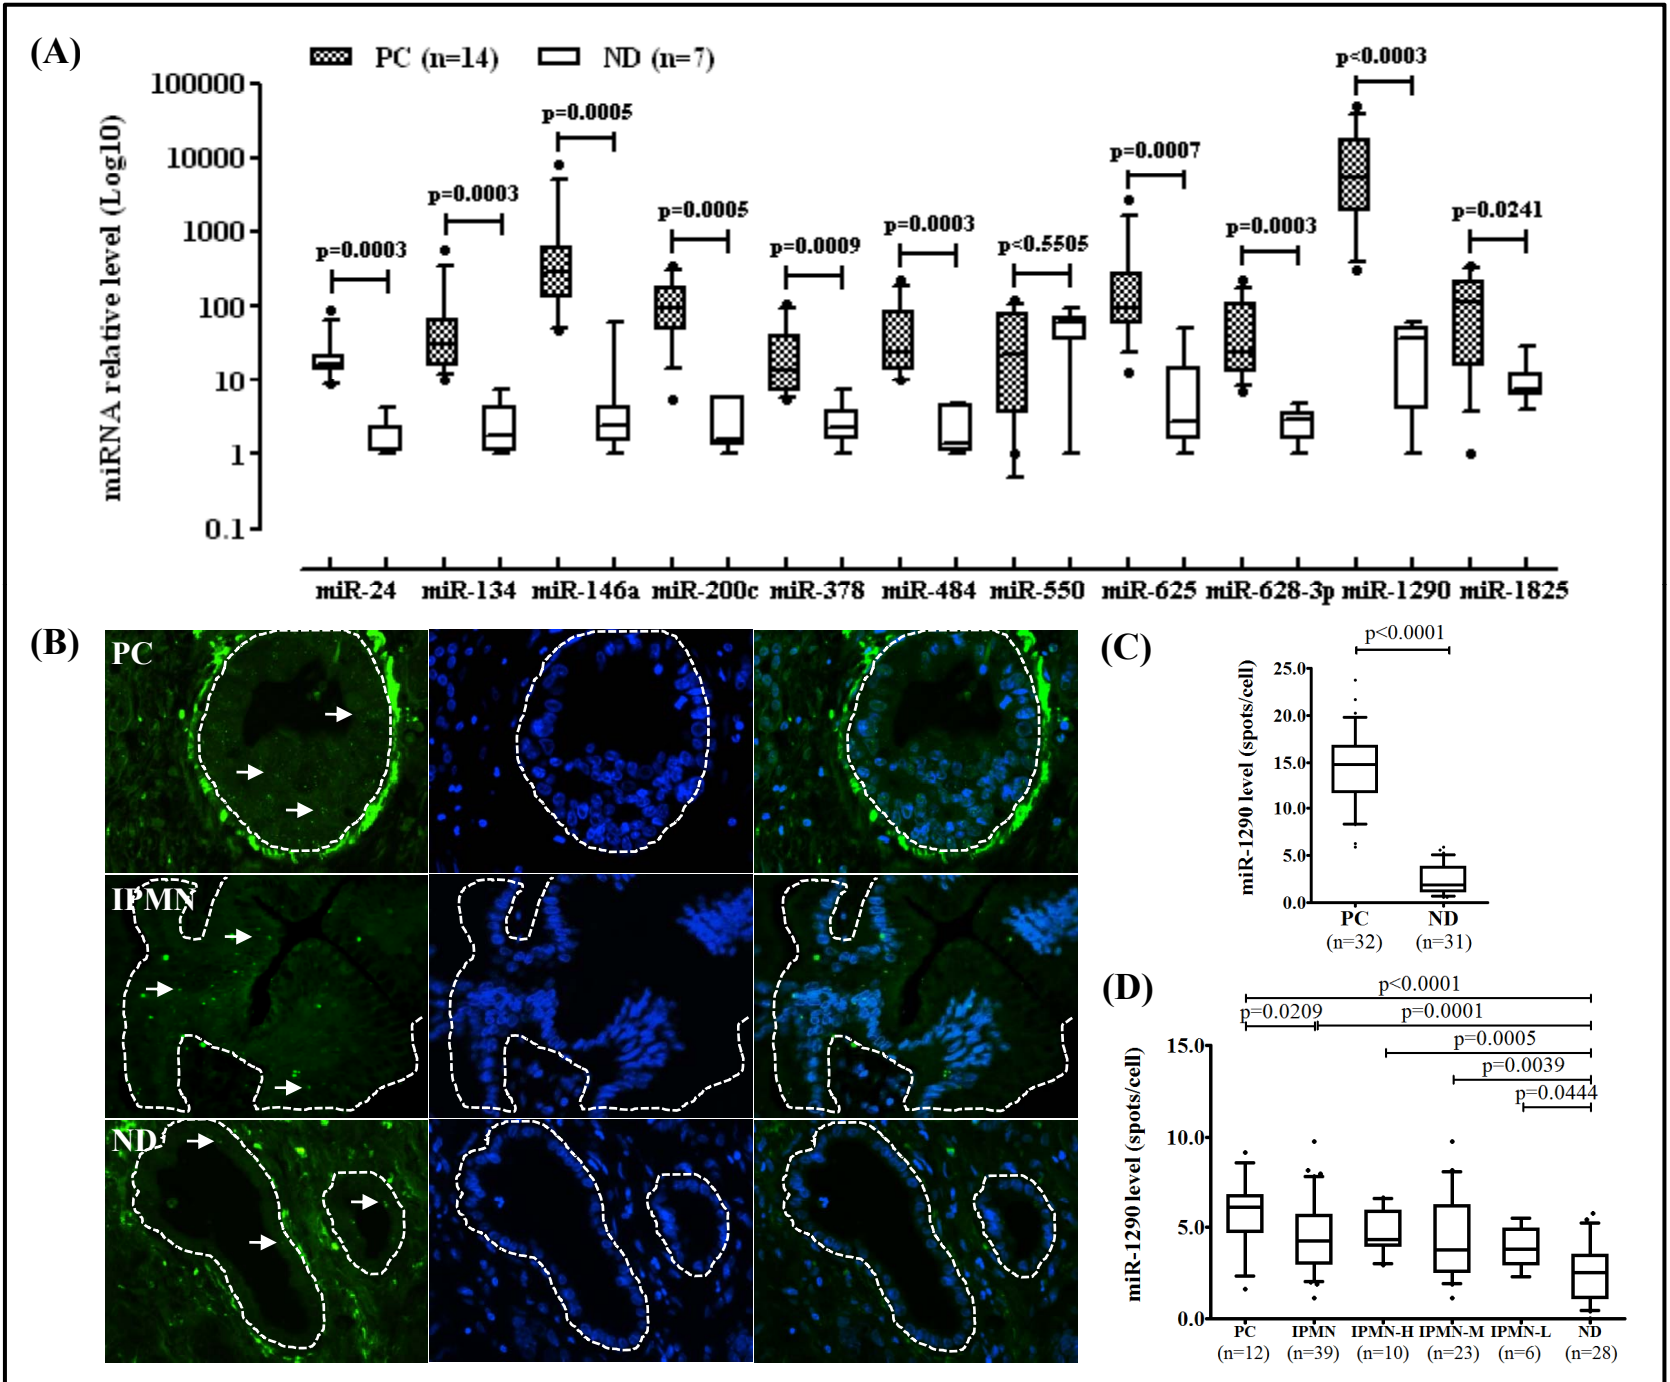 (A)
PC (n=14) ND (n=7)
miRNA relative level (Log10)
100000
10000
1000
100
10
1
0.1
p=0.0003
p=0.0003
p=0.0005
p=0.0005
p=0.0009
p=0.0003
p<0.5505
p=0.0007
p=0.0003
p<0.0003
p=0.0241
miR-24 miR-134 miR-146a miR-200c miR-378 miR-484 miR-550 miR-625 miR-628-3p miR-1290 miR-1825
(B)
PC
IPMN
ND
(C)
p<0.0001
miR-1290 level (spots/cell)
25.0
20.0
15.0
10.0
5.0
0.0
PC ND
(n=32) (n=31)
(D)
p<0.0001
p=0.0209 p=0.0001
p=0.0005
p=0.0039
p=0.0444
miR-1290 level (spots/cell)
15.0
10.0
5.0
0.0
PC IPMN IPMN-H IPMN-M IPMN-L ND
(n=12) (n=39) (n=10) (n=23) (n=6) (n=28)